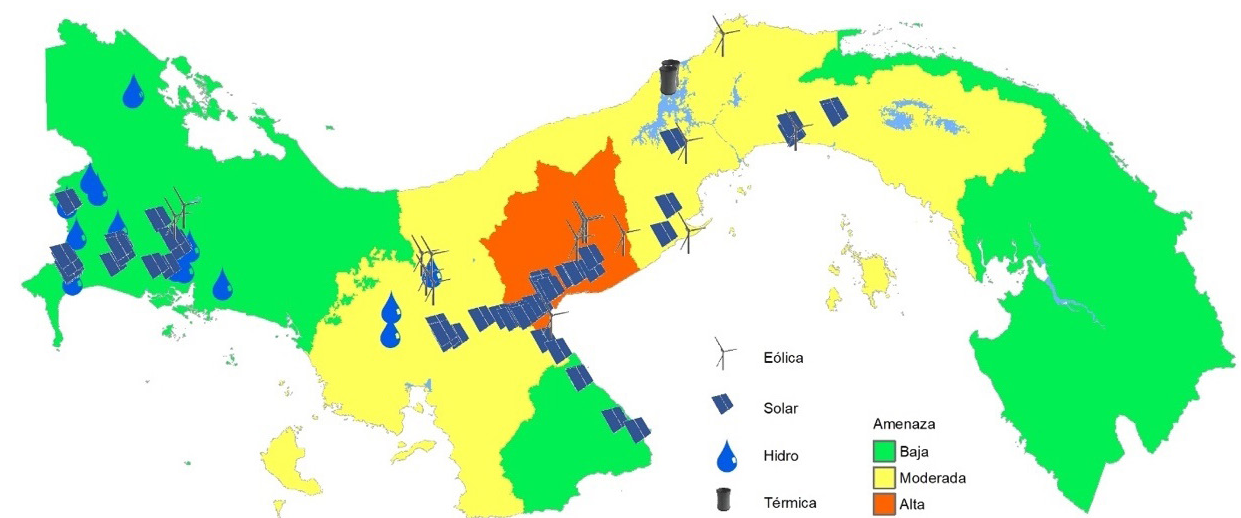 Eólica
Solar
Hidro
Térmica
Amenaza
Baja
Moderada
Alta